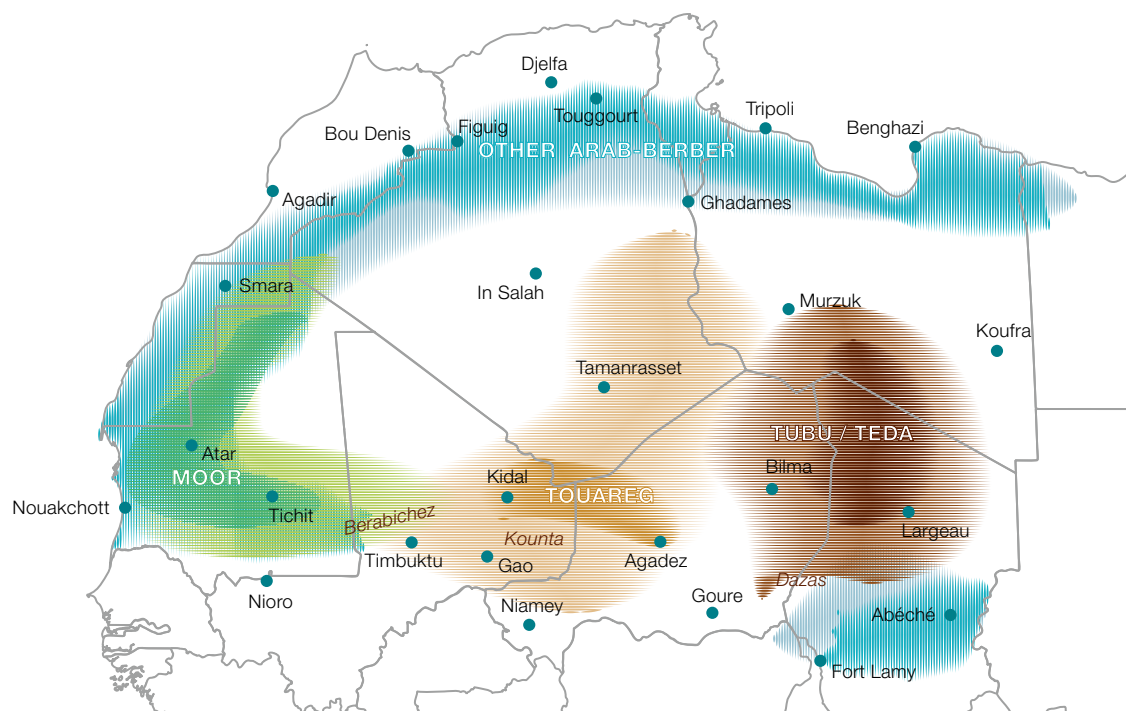 Djelfa
Touggourt
Tripoli
Bou Denis
Figuig
Benghazi
OTHER ARAB-BERBER
Agadir
Ghadames
Smara
In Salah
Murzuk
Koufra
Tamanrasset
TUBU / TEDA
Atar
MOOR
Kidal
Bilma
TOUAREG
Nouakchott
Tichit
Berabichez
Largeau
Kounta
Timbuktu
Gao
Agadez
Dazas
Nioro
Niamey
Goure
Abéché
Fort Lamy